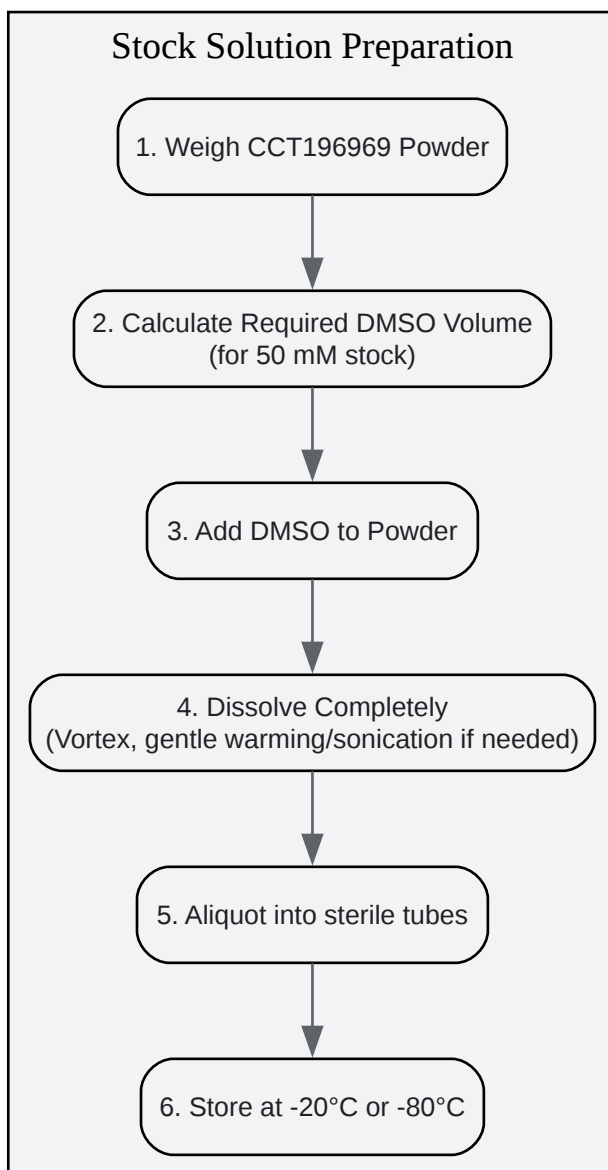 Stock Solution Preparation
1. Weigh CCT196969 Powder
2. Calculate Required DMSO Volume
(for 50 mM stock)
3. Add DMSO to Powder
4. Dissolve Completely
(Vortex, gentle warming/sonication if needed)
5. Aliquot into sterile tubes
6. Store at -20°C or -80°C